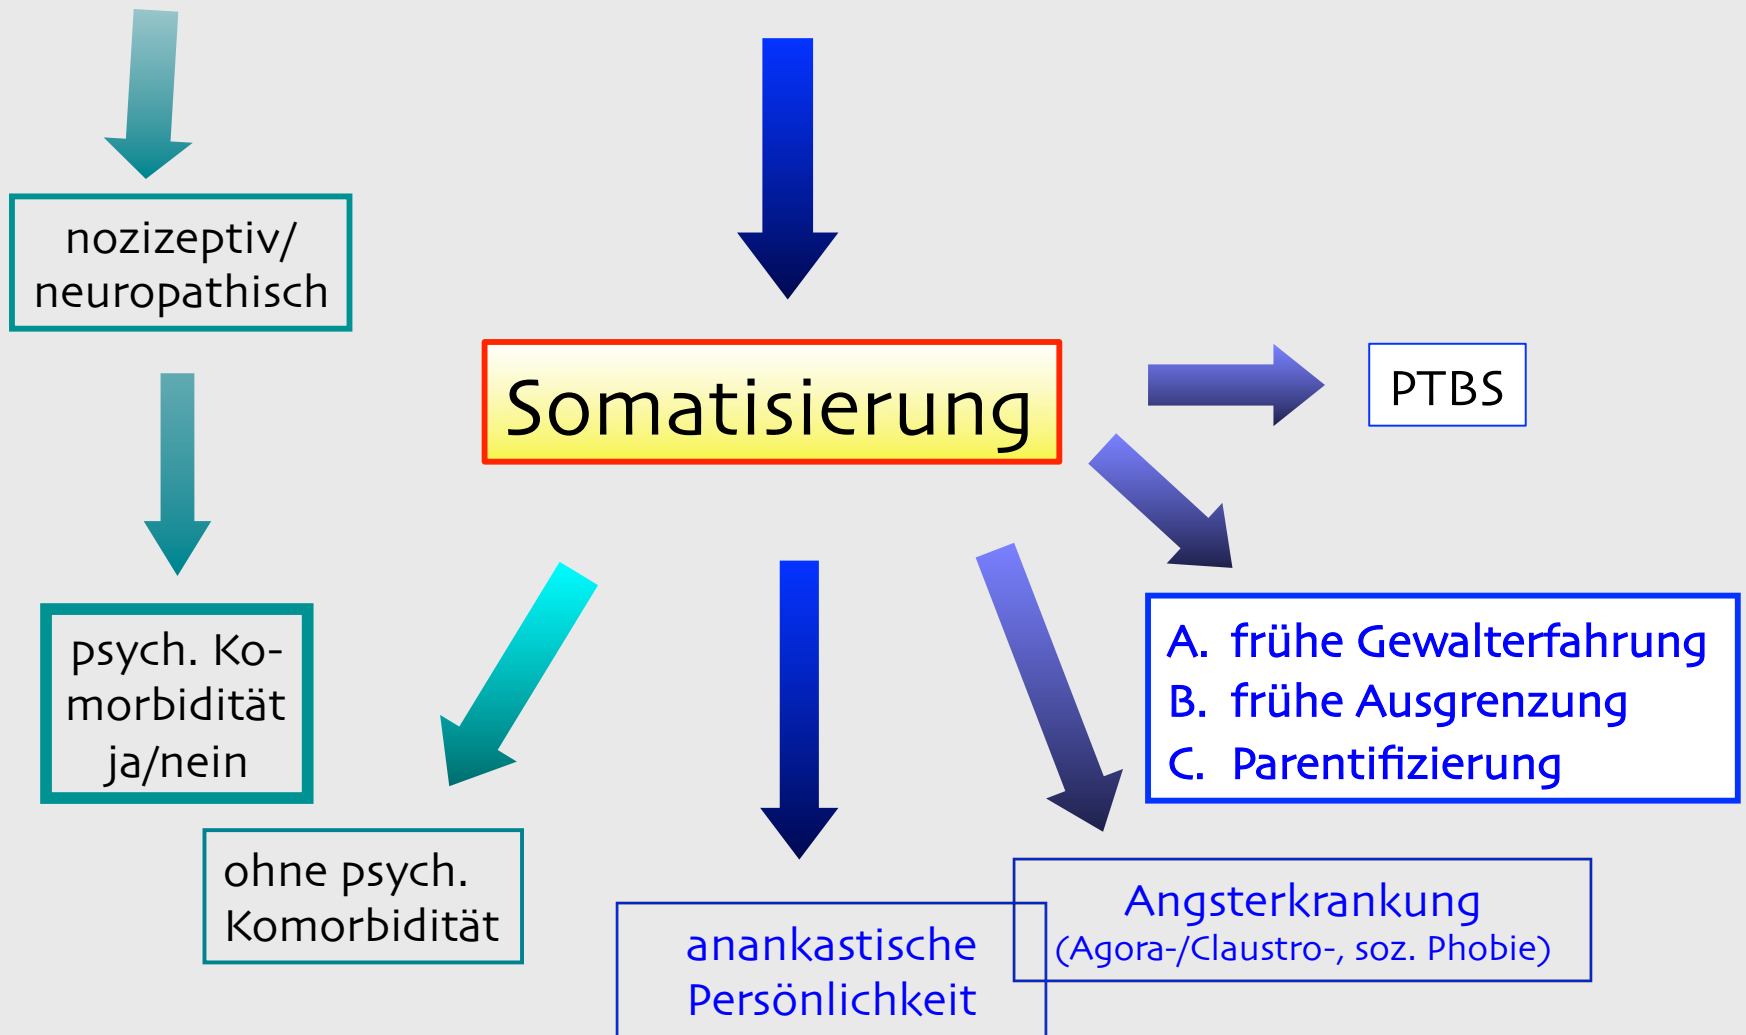 nozizeptiv/
neuropathisch
Somatisierung
PTBS
psych. Ko-
morbidität
ja/nein
A. frühe Gewalterfahrung
B. frühe Ausgrenzung
C. Parentifizierung
ohne psych.
Komorbidität
anankastische
Persönlichkeit
Angsterkrankung
(Agora-/Claustro-, soz. Phobie)